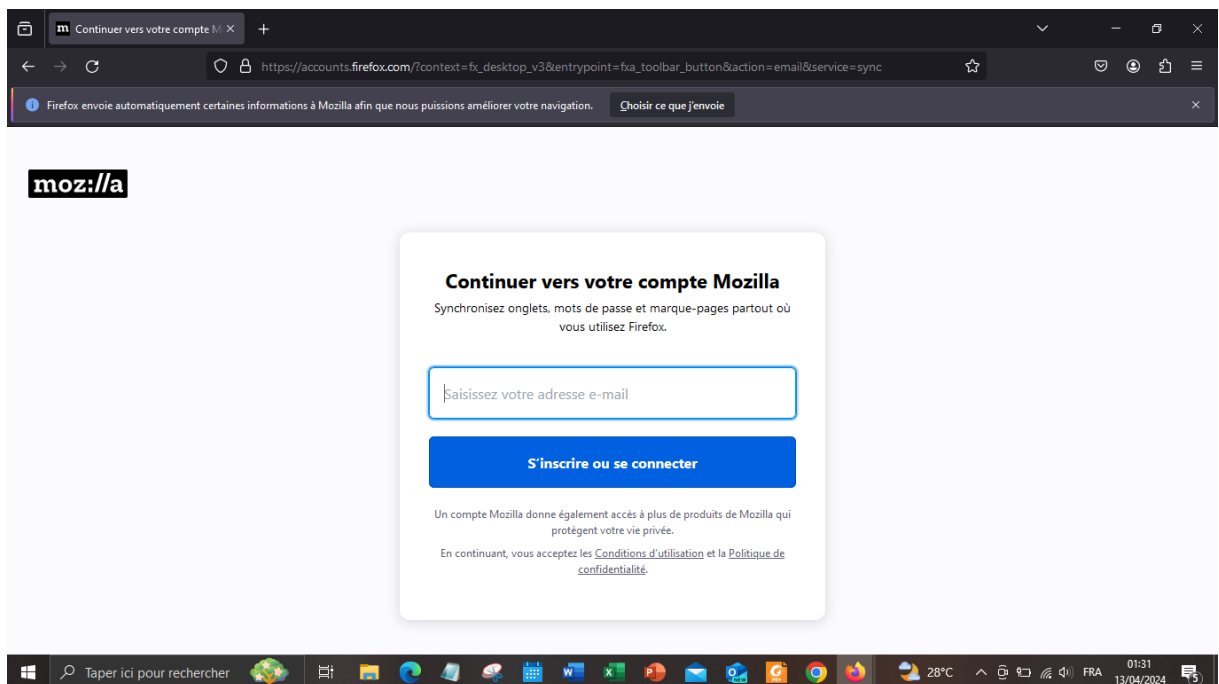 Continuer vers votre compte M
https://accounts.firefox.com/?context=fx_desktop_v3&entrypoint=fxa_toolbar_button&action=email&service=sync
Firefox envoie automatiquement certaines informations à Mozilla afin que nous puissions améliorer votre navigation. Choisir ce que j'envoie
moz://a
Continuer vers votre compte Mozilla
Synchronisez onglets, mots de passe et marque-pages partout où
vous utilisez Firefox.
Saisissez votre adresse e-mail
S'inscrire ou se connecter
Un compte Mozilla donne également accès à plus de produits de Mozilla qui
protègent votre vie privée.
En continuant, vous acceptez les Conditions d'utilisation et la Politique de
confidentialité.
Taper ici pour rechercher 28°C FRA 01:31
13/04/2024 5